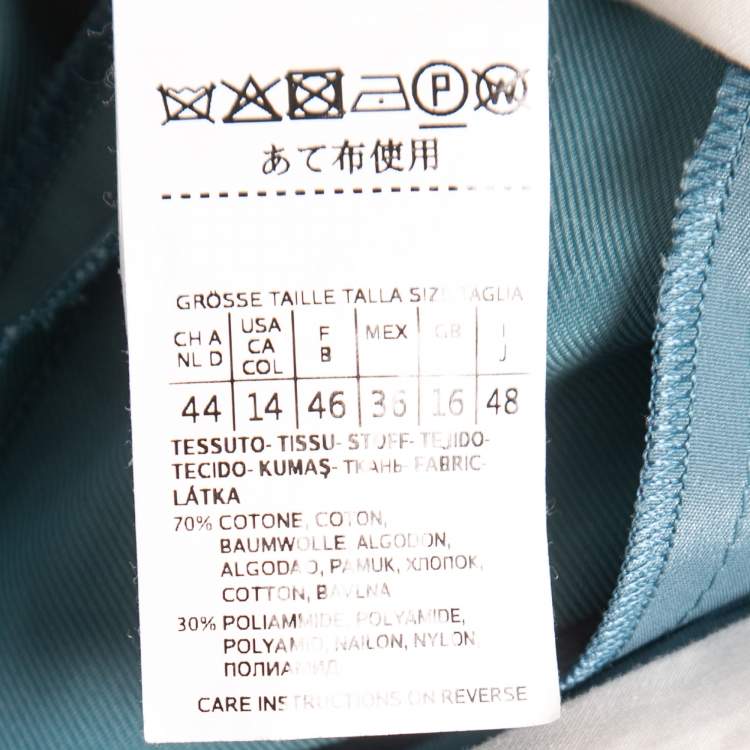 P W
あて布使用
GRÖSSE TAILLE TALLA SIZE TAGLIA
CH A NL D USA CA COL F B MEX GB I J
44 14 46 36 16 48
TESSUTO- TISSU- STOFF- TEJIDO-
TECIDO- KUMAŞ- ТКАНЬ- FABRIC-
LÁTKA
70% COTONE, COTON,
BAUMWOLLE ALGODON,
ALGODAO, PAMUK, ХЛОПОК,
COTTON, BAVLNA
30% POLIAMMIDE, POLYAMIDE,
POLYAMID, NAILON, NYLON,
ПОЛИАМИД
CARE INSTRUCTIONS ON REVERSE